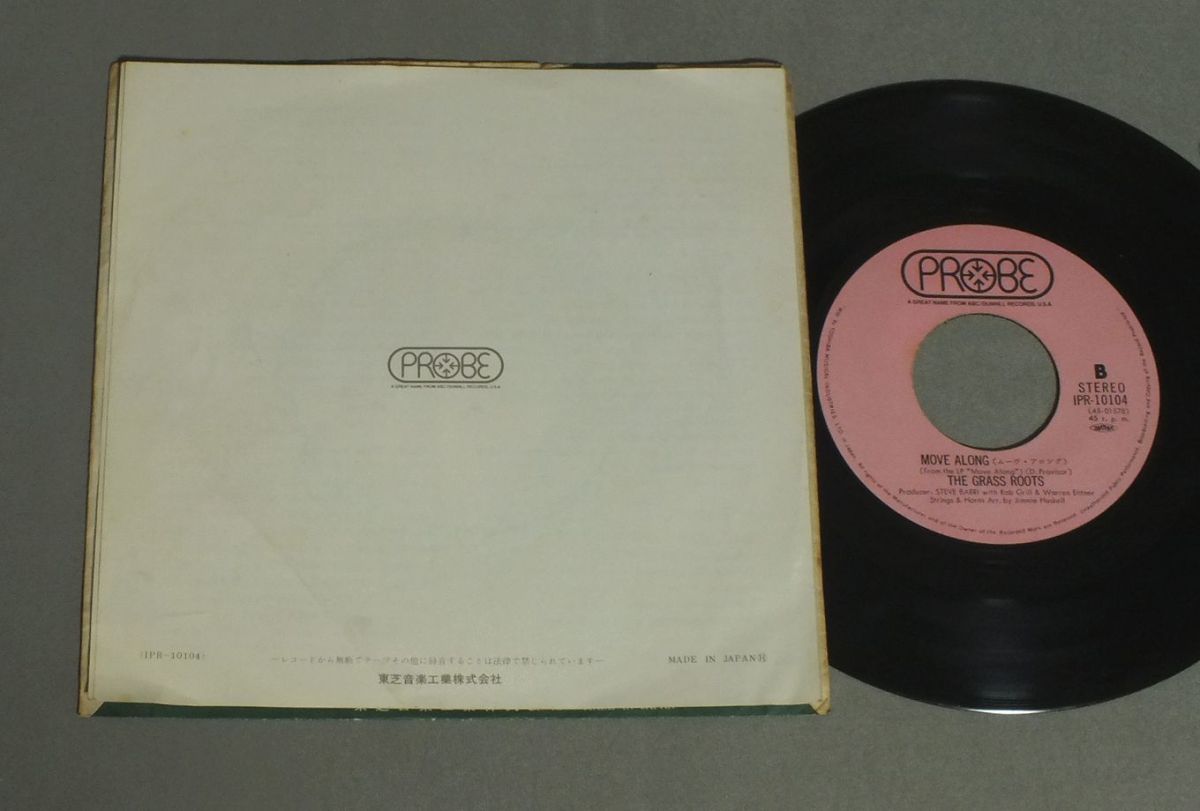 PROBE
A GREAT NAME FROM ABC/DUNHILL RECORDS, U.S.A.
(IPR-10104)
―レコードから無断でテープその他に録音することは法律で禁じられています―
MADE IN JAPAN
東芝音楽工業株式会社
PROBE
A GREAT NAME FROM ABC/DUNHILL RECORDS, U.S.A.
B
STEREO
IPR-10104
(45-01578)
45 r.p.m.
MOVE ALONG (ムーヴ・アロング)
(From the LP "Move Along") (D. Provisor)
THE GRASS ROOTS
Producer: STEVE BARRI with Rob Grill & Warren Entner
Strings & Horns Arr. by Jimmie Haskell